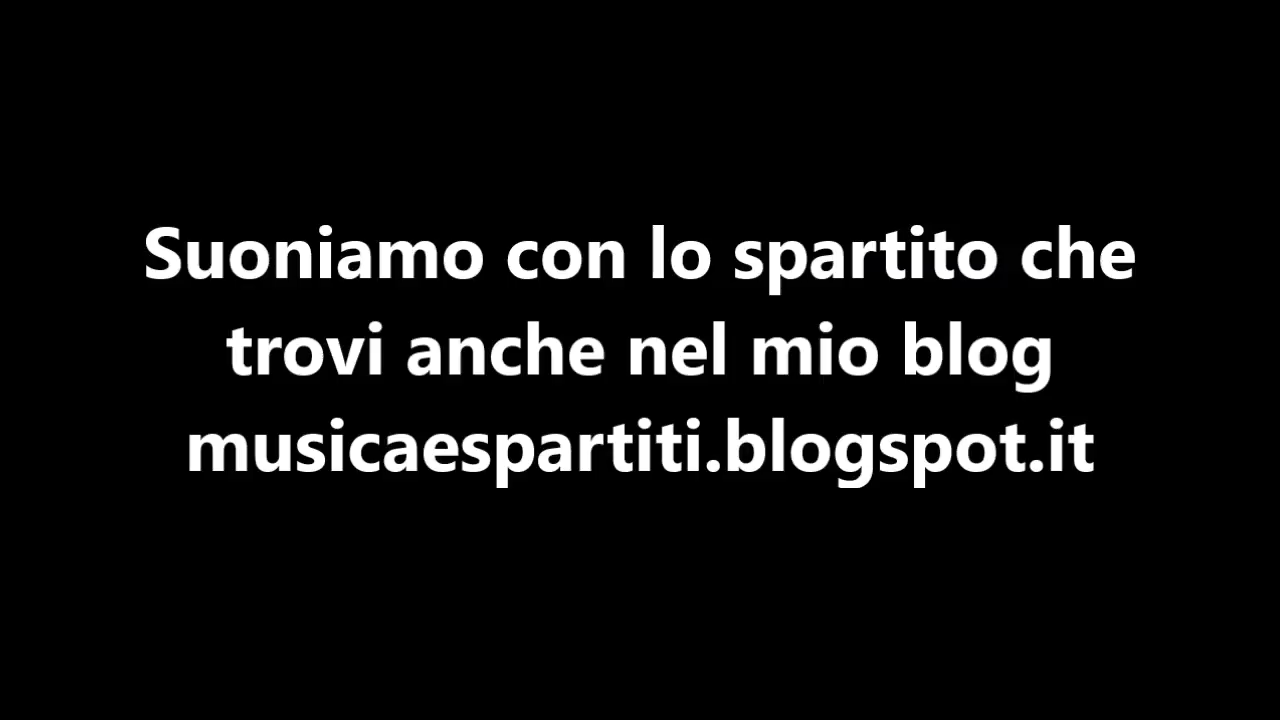 Suoniamo con lo spartito che
trovi anche nel mio blog
musicaespartiti.blogspot.it